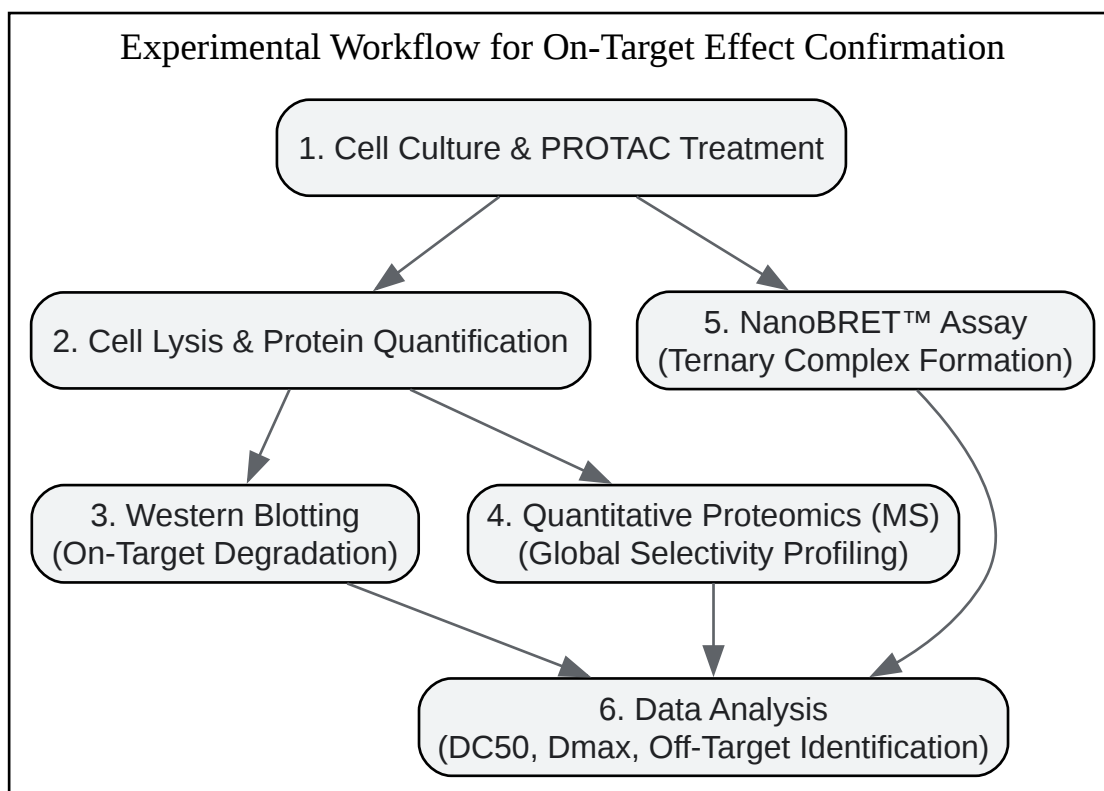 Experimental Workflow for On-Target Effect Confirmation
1. Cell Culture & PROTAC Treatment
2. Cell Lysis & Protein Quantification
5. NanoBRET™ Assay
(Ternary Complex Formation)
3. Western Blotting
(On-Target Degradation)
4. Quantitative Proteomics (MS)
(Global Selectivity Profiling)
6. Data Analysis
(DC50, Dmax, Off-Target Identification)